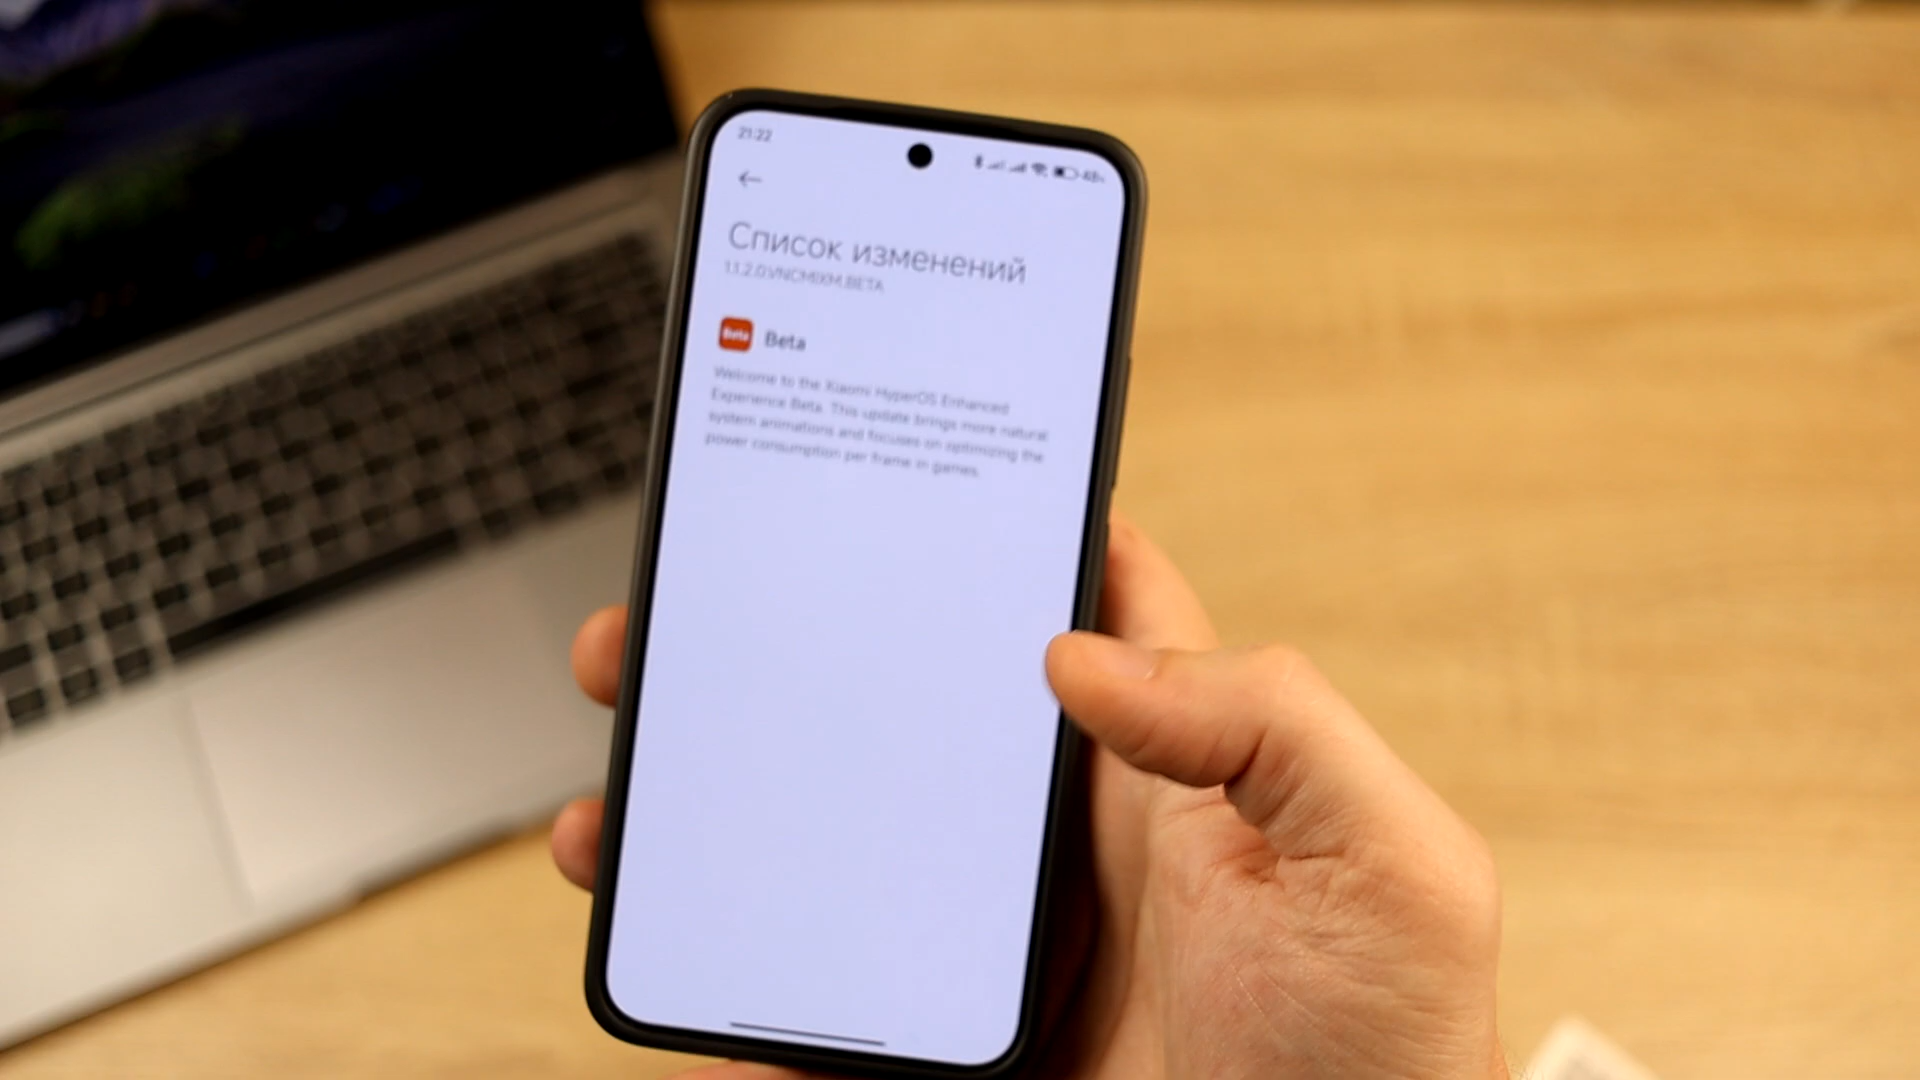 21:22
48%
Список изменений
1.1.2.0.VNCMIXM.BETA
Beta
Beta
Welcome to the Xiaomi HyperOS Enhanced
Experience Beta. This update brings more natural
system animations and focuses on optimizing the
power consumption per frame in games.